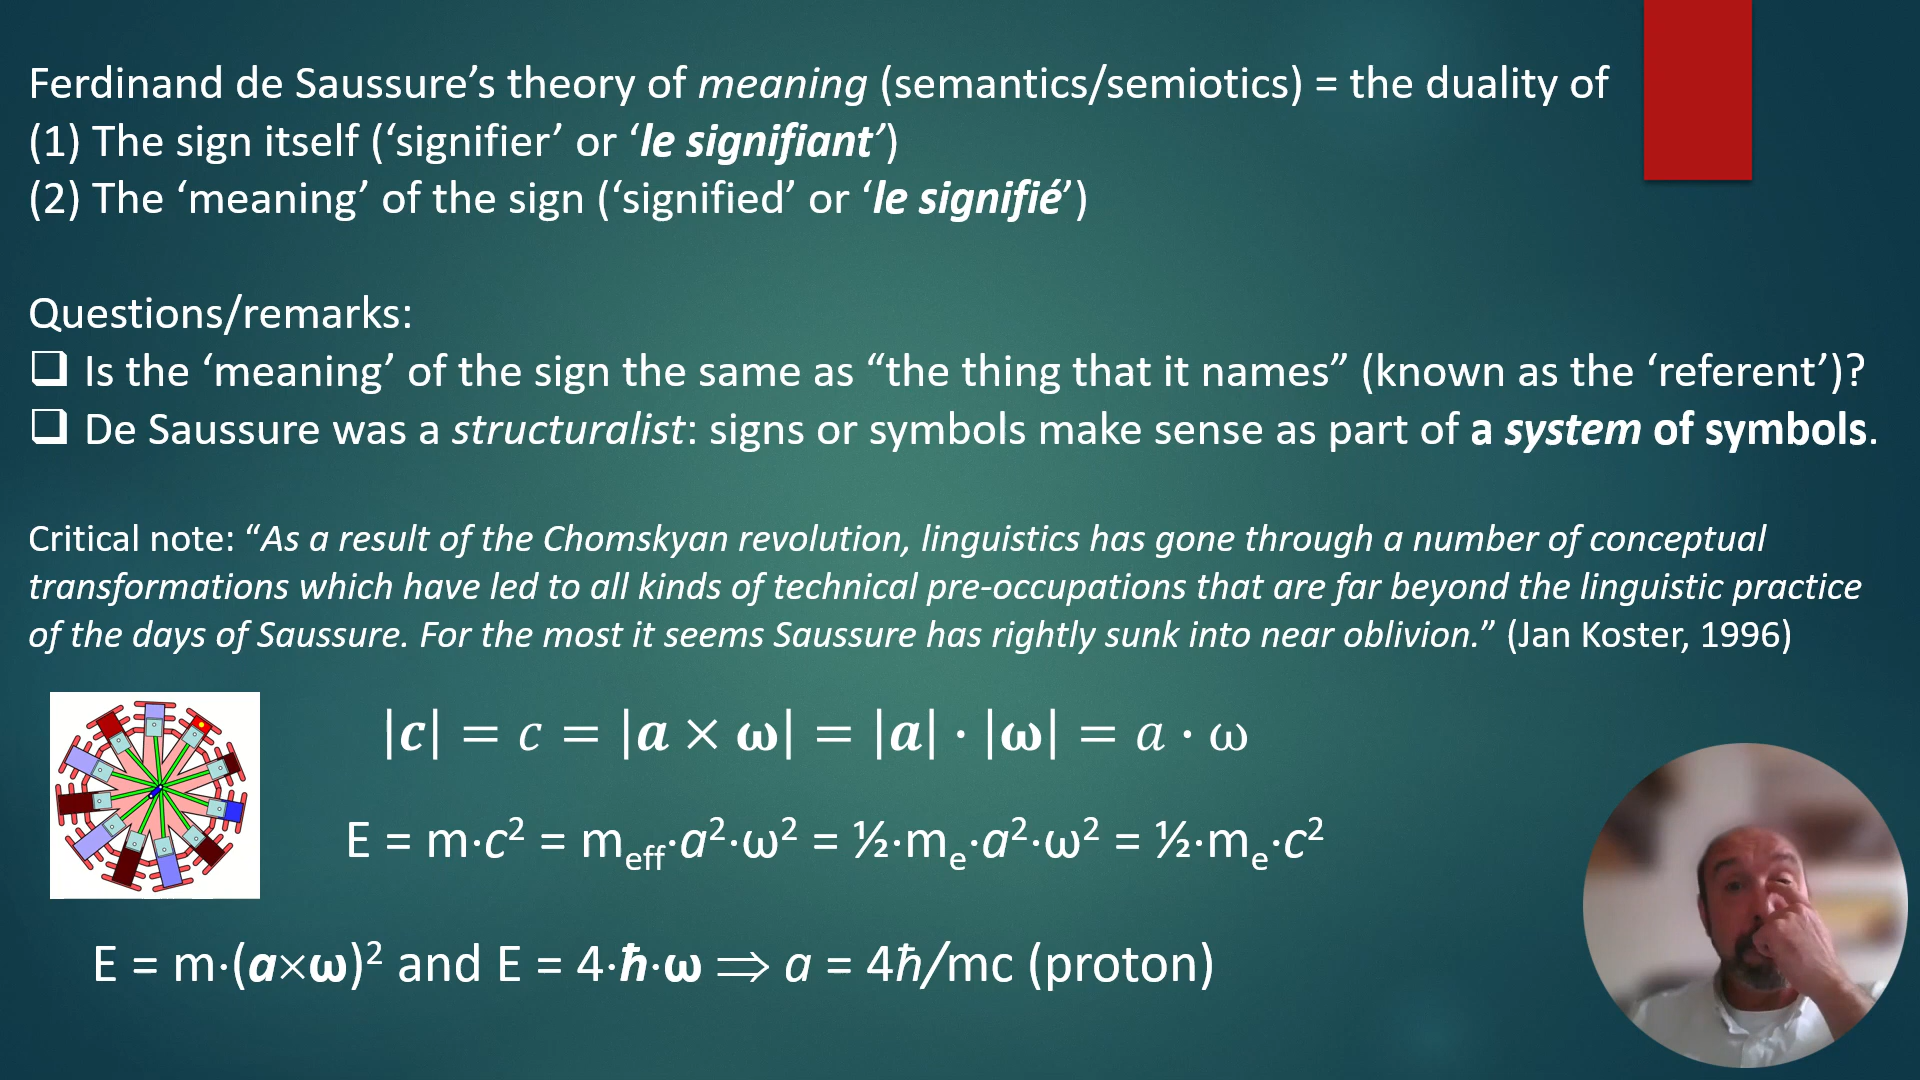 Ferdinand de Saussure’s theory of meaning (semantics/semiotics) = the duality of
(1) The sign itself (‘signifier’ or ‘le signifiant’)
(2) The ‘meaning’ of the sign (‘signified’ or ‘le signifié’)
Questions/remarks:
❑ Is the ‘meaning’ of the sign the same as “the thing that it names” (known as the ‘referent’)?
❑ De Saussure was a structuralist: signs or symbols make sense as part of a system of symbols.
Critical note: “As a result of the Chomskyan revolution, linguistics has gone through a number of conceptual
transformations which have led to all kinds of technical pre-occupations that are far beyond the linguistic practice
of the days of Saussure. For the most it seems Saussure has rightly sunk into near oblivion.” (Jan Koster, 1996)
|c| = c = |a × ω| = |a| · |ω| = a · ω
E = m·c² = m_eff·a²·ω² = ½·m_e·a²·ω² = ½·m_e·c²
E = m·(a×ω)² and E = 4·ħ·ω ⟹ a = 4ħ/mc (proton)